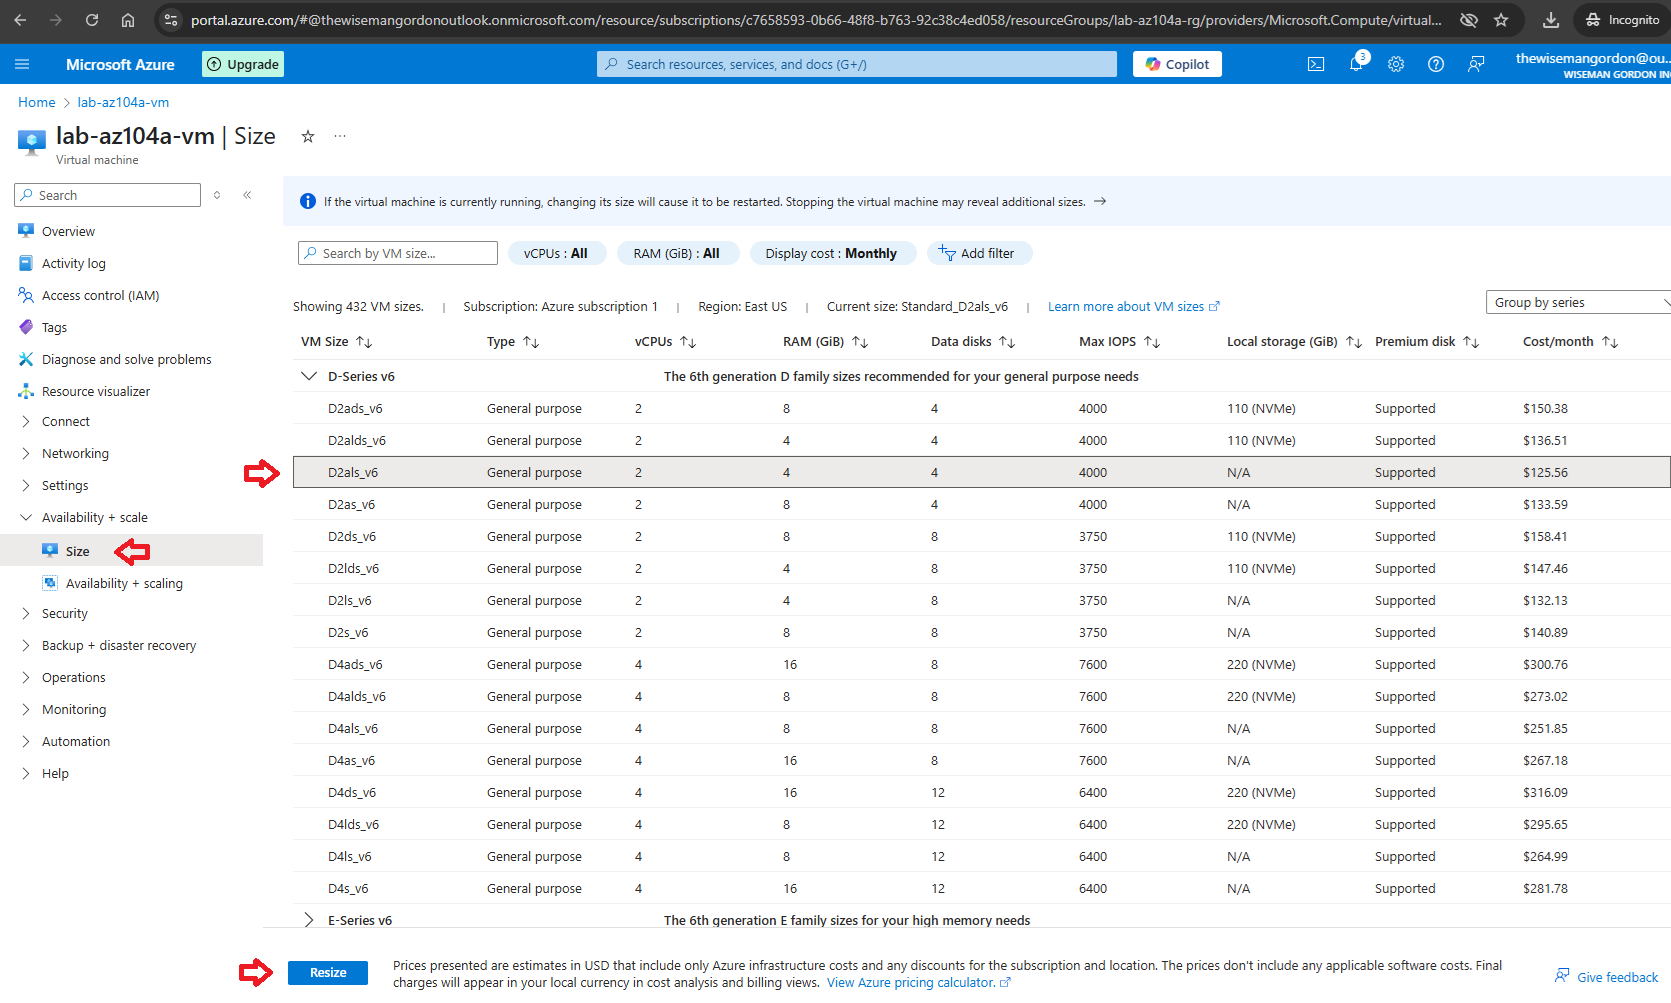 portal.azure.com/#@thewisemangordonoutlook.onmicrosoft.com/resource/subscriptions/c7658593-0b66-48f8-b763-92c38c4ed058/resourceGroups/lab-az104a-rg/providers/Microsoft.Compute/virtual...
Incognito
Microsoft Azure
Upgrade
Search resources, services, and docs (G+/)
Copilot
3
thewisemangordon@ou...
WISEMAN GORDON INC
Home > lab-az104a-vm
lab-az104a-vm | Size
Virtual machine
Search
Overview
Activity log
Access control (IAM)
Tags
Diagnose and solve problems
Resource visualizer
Connect
Networking
Settings
Availability + scale
Size
Availability + scaling
Security
Backup + disaster recovery
Operations
Monitoring
Automation
Help
If the virtual machine is currently running, changing its size will cause it to be restarted. Stopping the virtual machine may reveal additional sizes. →
Search by VM size...
vCPUs : All
RAM (GiB) : All
Display cost : Monthly
Add filter
Showing 432 VM sizes. | Subscription: Azure subscription 1 | Region: East US | Current size: Standard_D2als_v6 | Learn more about VM sizes
Group by series
VM Size Type vCPUs RAM (GiB) Data disks Max IOPS Local storage (GiB) Premium disk Cost/month
D-Series v6 The 6th generation D family sizes recommended for your general purpose needs
D2ads_v6 General purpose 2 8 4 4000 110 (NVMe) Supported $150.38
D2alds_v6 General purpose 2 4 4 4000 110 (NVMe) Supported $136.51
D2als_v6 General purpose 2 4 4 4000 N/A Supported $125.56
D2as_v6 General purpose 2 8 4 4000 N/A Supported $133.59
D2ds_v6 General purpose 2 8 8 3750 110 (NVMe) Supported $158.41
D2lds_v6 General purpose 2 4 8 3750 110 (NVMe) Supported $147.46
D2ls_v6 General purpose 2 4 8 3750 N/A Supported $132.13
D2s_v6 General purpose 2 8 8 3750 N/A Supported $140.89
D4ads_v6 General purpose 4 16 8 7600 220 (NVMe) Supported $300.76
D4alds_v6 General purpose 4 8 8 7600 220 (NVMe) Supported $273.02
D4als_v6 General purpose 4 8 8 7600 N/A Supported $251.85
D4as_v6 General purpose 4 16 8 7600 N/A Supported $267.18
D4ds_v6 General purpose 4 16 12 6400 220 (NVMe) Supported $316.09
D4lds_v6 General purpose 4 8 12 6400 220 (NVMe) Supported $295.65
D4ls_v6 General purpose 4 8 12 6400 N/A Supported $264.99
D4s_v6 General purpose 4 16 12 6400 N/A Supported $281.78
E-Series v6 The 6th generation E family sizes for your high memory needs
Resize
Prices presented are estimates in USD that include only Azure infrastructure costs and any discounts for the subscription and location. The prices don't include any applicable software costs. Final
charges will appear in your local currency in cost analysis and billing views. View Azure pricing calculator.
Give feedback